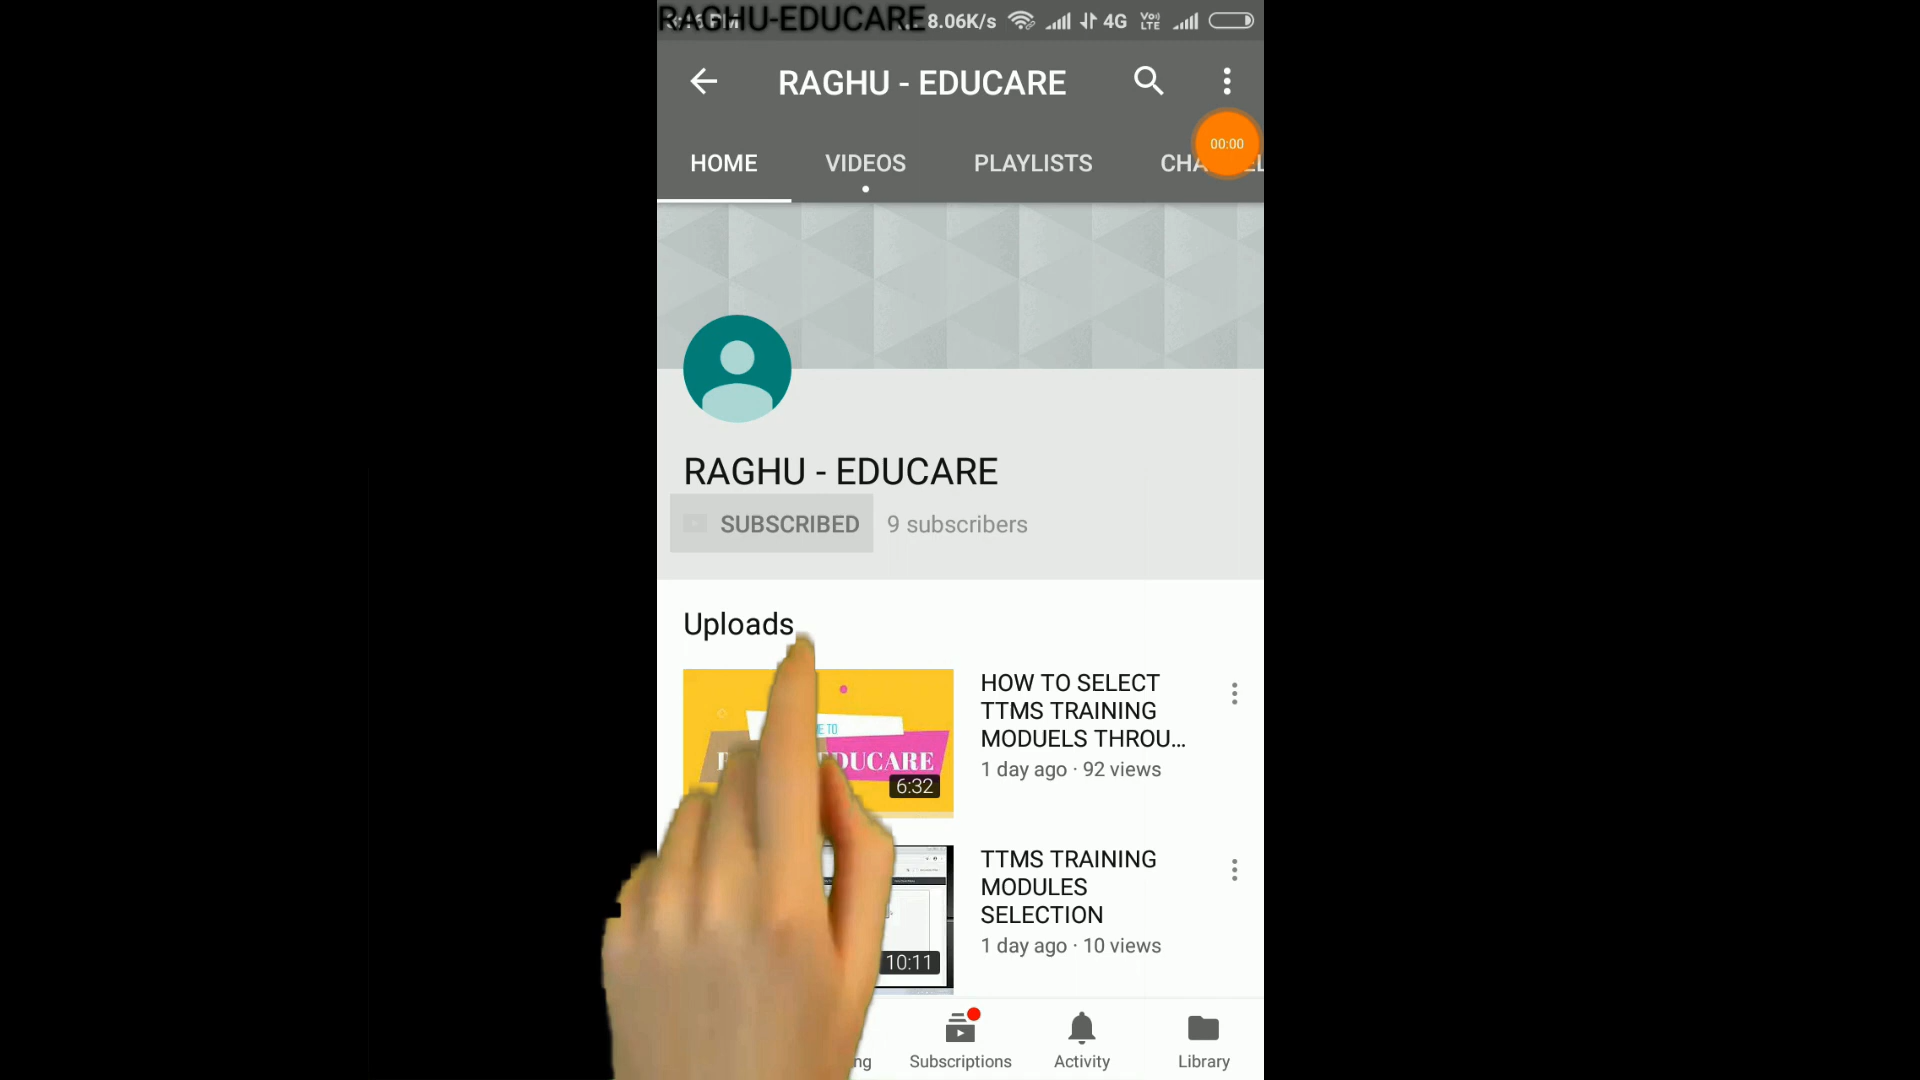 RAGHU-EDUCARE
8.06K/s 4G VoLTE
RAGHU - EDUCARE
00:00
HOME VIDEOS PLAYLISTS
RAGHU - EDUCARE
SUBSCRIBED 9 subscribers
Uploads
HOW TO SELECT
TTMS TRAINING
MODUELS THROU...
1 day ago · 92 views
DUCARE
6:32
TTMS TRAINING
MODULES
SELECTION
1 day ago · 10 views
10:11
Subscriptions Activity Library